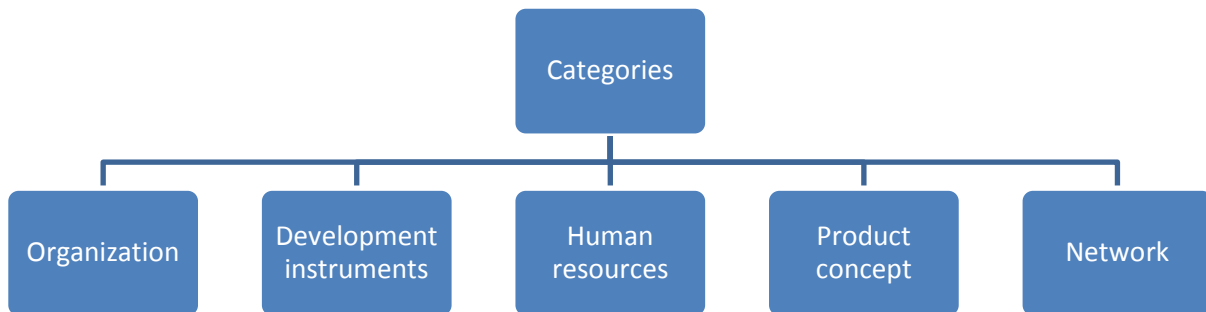 Categories
Organization
Development
instruments
Human
resources
Product
concept
Network